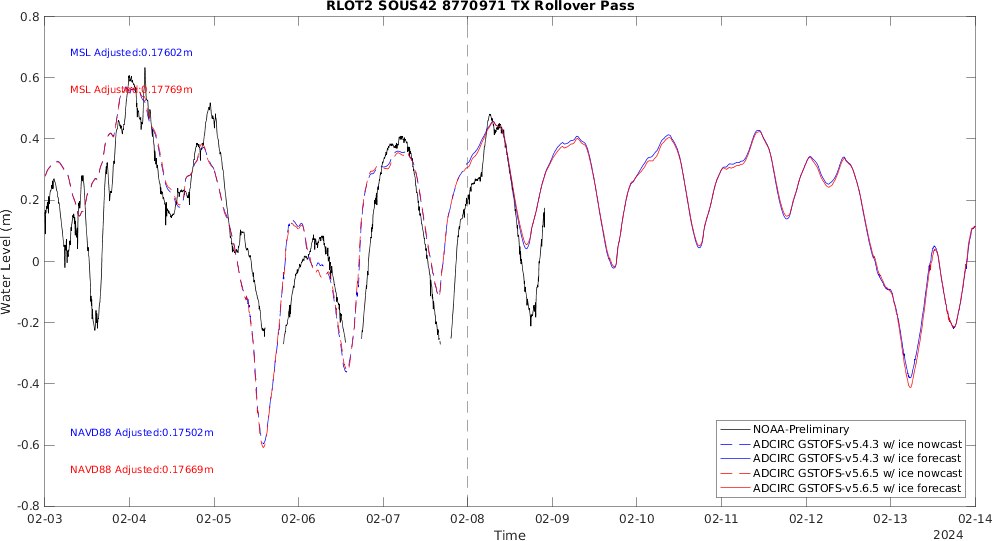 RLOT2 SOUS42 8770971 TX Rollover Pass
0.8
0.6
0.4
0.2
0
-0.2
-0.4
-0.6
-0.8
Water Level (m)
MSL Adjusted:0.17602m
MSL Adjusted:0.17769m
NAVD88 Adjusted:0.17502m
NAVD88 Adjusted:0.17669m
NOAA-Preliminary
ADCIRC GSTOFS-v5.4.3 w/ ice nowcast
ADCIRC GSTOFS-v5.4.3 w/ ice forecast
ADCIRC GSTOFS-v5.6.5 w/ ice nowcast
ADCIRC GSTOFS-v5.6.5 w/ ice forecast
02-03 02-04 02-05 02-06 02-07 02-08 02-09 02-10 02-11 02-12 02-13 02-14
Time
2024